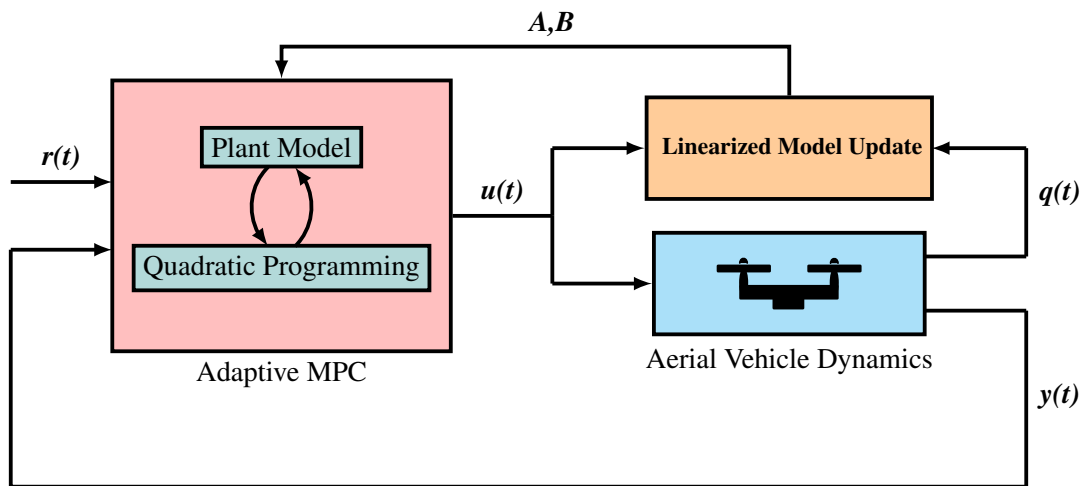 A,B
r(t)
Plant Model
Quadratic Programming
Adaptive MPC
u(t)
Linearized Model Update
q(t)
Aerial Vehicle Dynamics
y(t)